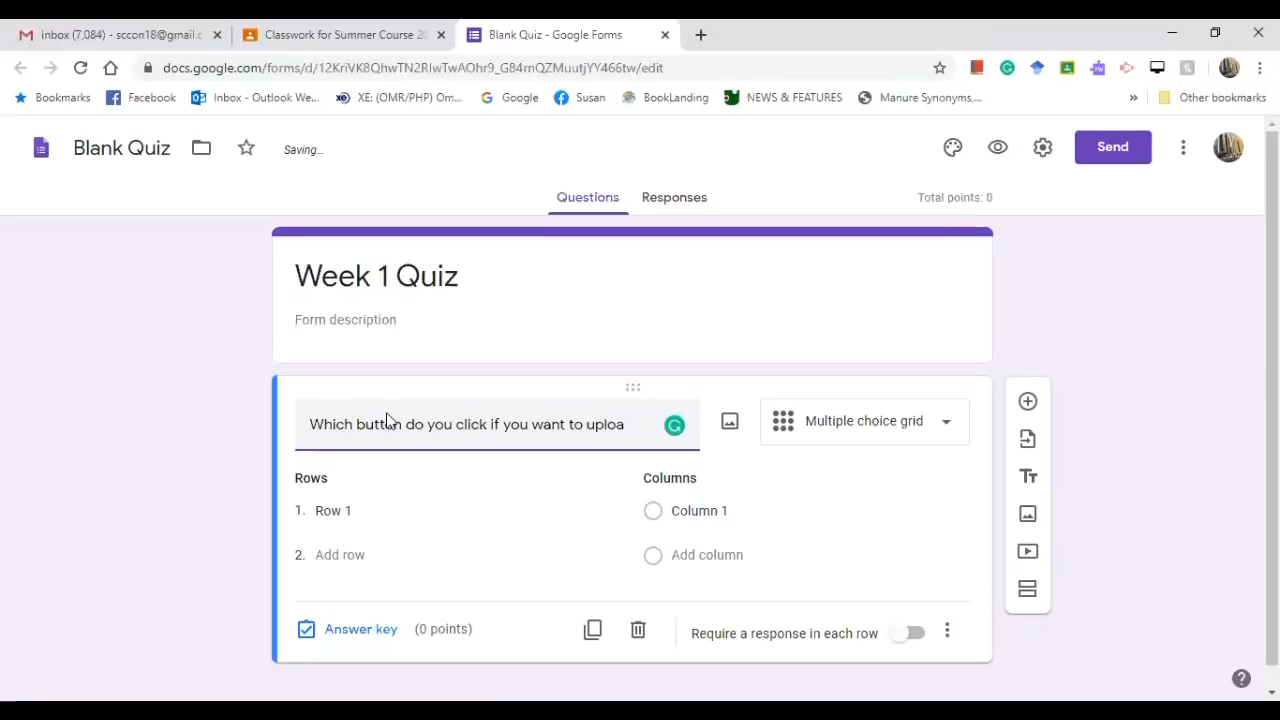 inbox (7,084) - sccon18@gmail.c
Classwork for Summer Course 20
Blank Quiz - Google Forms
docs.google.com/forms/d/12KriVK8QhwTN2RIwTwAOhr9_G84mQZMuutjYY466tw/edit
Bookmarks Facebook Inbox - Outlook We... XE: (OMR/PHP) Om... Google Susan BookLanding NEWS & FEATURES Manure Synonyms,... » Other bookmarks
Blank Quiz Saving... Send
Questions Responses Total points: 0
Week 1 Quiz
Form description
Which button do you click if you want to uploa
Multiple choice grid
Rows Columns
1. Row 1 Column 1
2. Add row Add column
Answer key (0 points) Require a response in each row